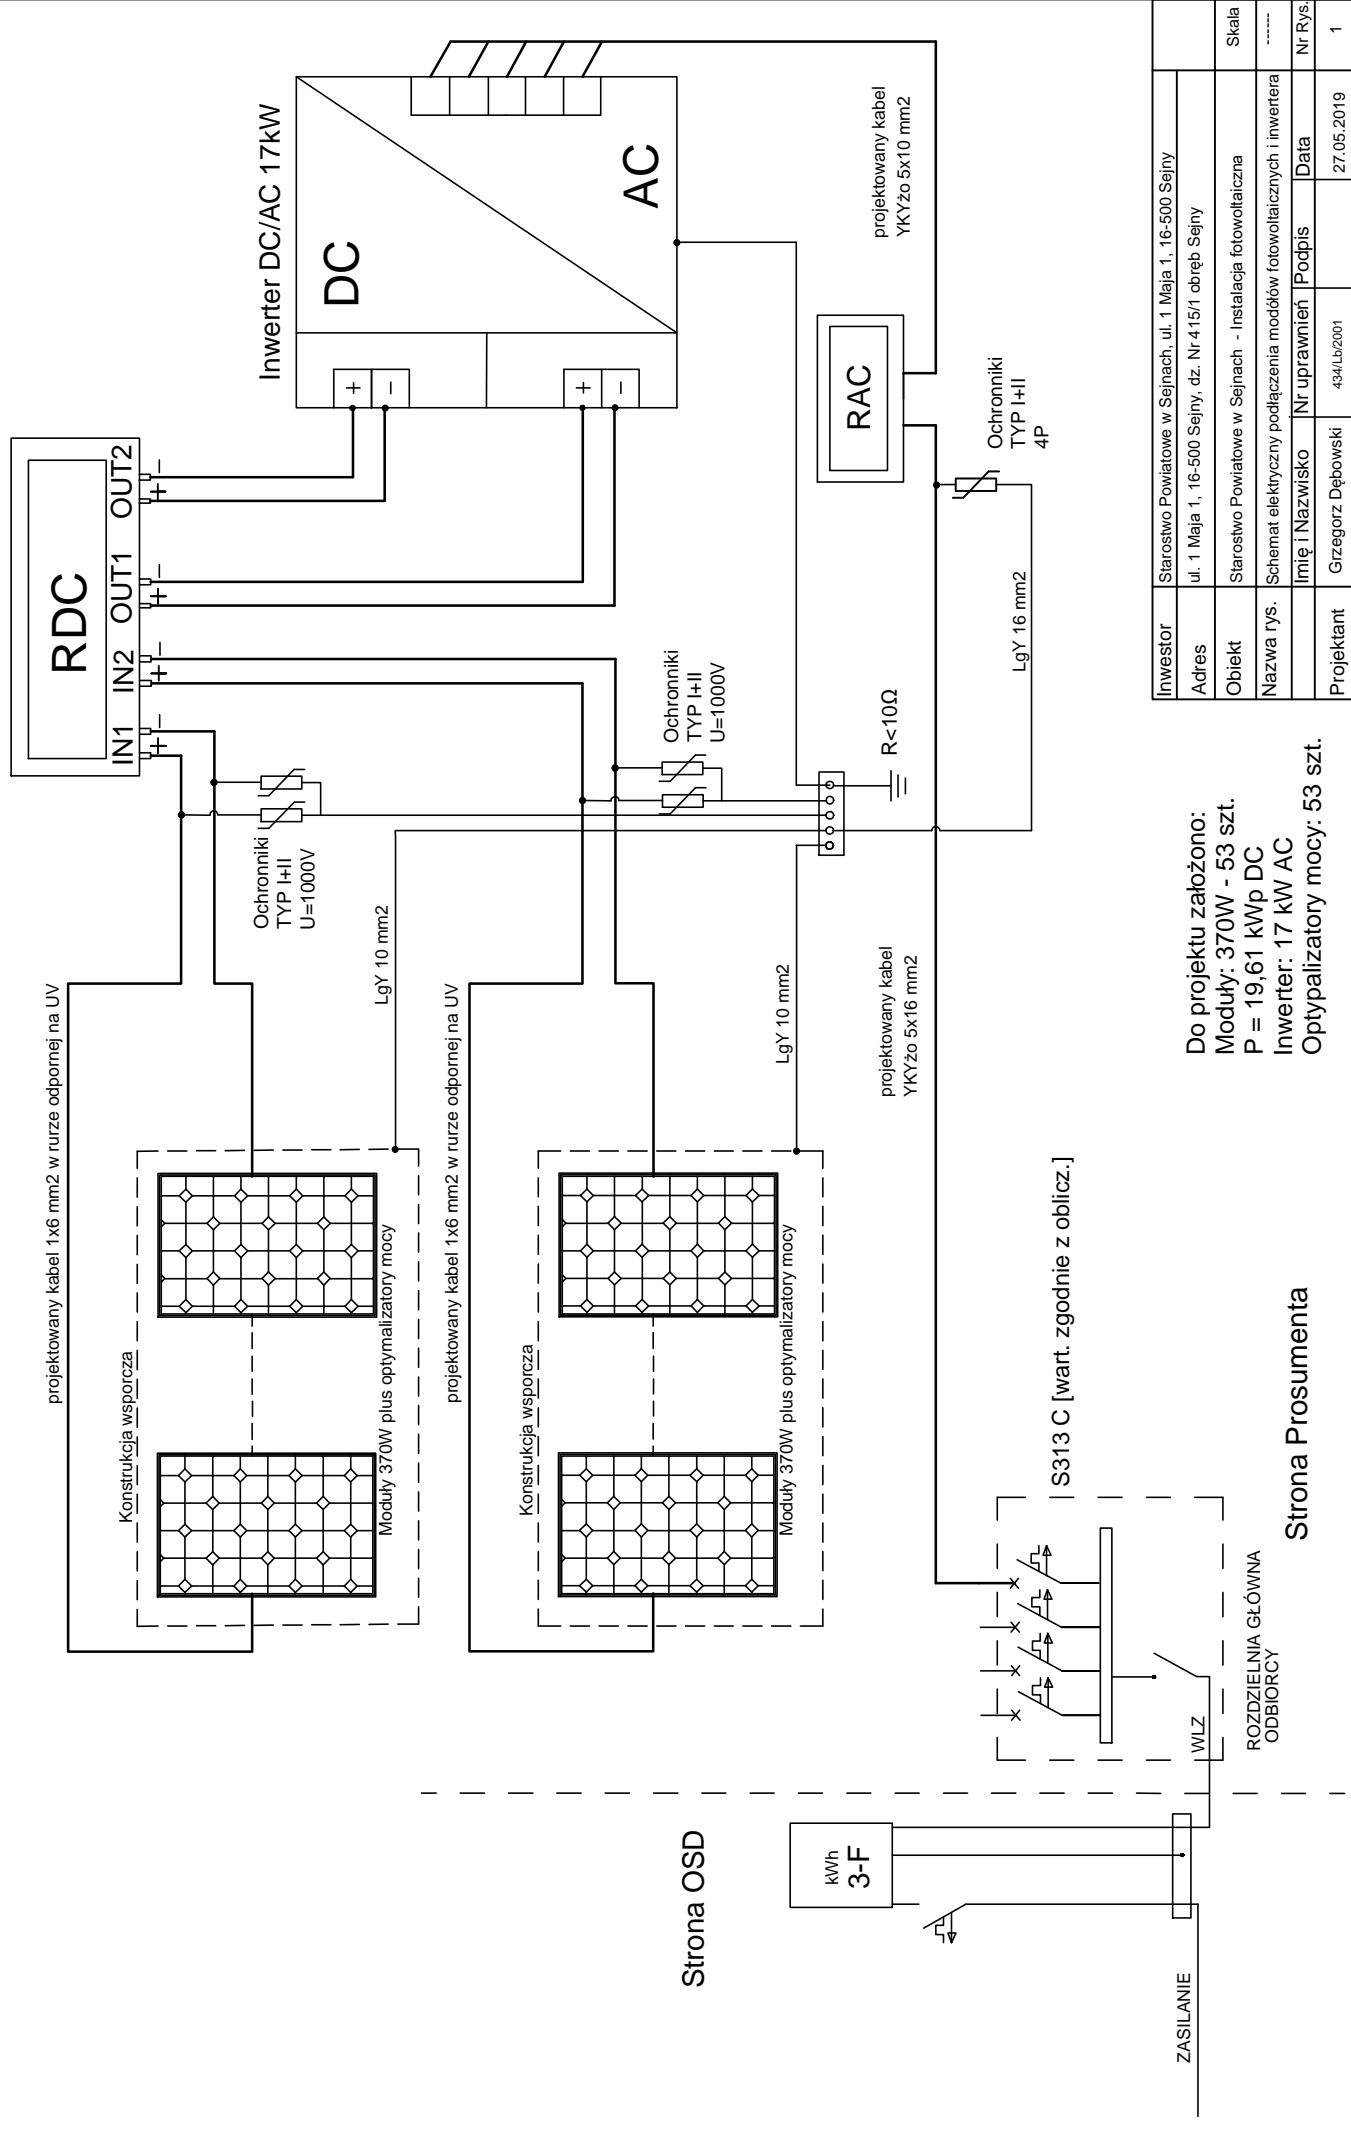 RDC
IN1
IN2
OUT1
OUT2
+
−
+
−
+
−
+
−
Inwerter DC/AC 17kW
DC
AC
+
−
+
−
projektowany kabel 1x6 mm2 w rurze odpornej na UV
Konstrukcja wsporcza
Moduły 370W plus optymalizatory mocy
Ochronniki
TYP I+II
U=1000V
LgY 10 mm2
projektowany kabel 1x6 mm2 w rurze odpornej na UV
Konstrukcja wsporcza
Moduły 370W plus optymalizatory mocy
Ochronniki
TYP I+II
U=1000V
LgY 10 mm2
R<10Ω
projektowany kabel
YKYżo 5x10 mm2
RAC
Ochronniki
TYP I+II
4P
LgY 16 mm2
projektowany kabel
YKYżo 5x16 mm2
S313 C [wart. zgodnie z oblicz.]
ROZDZIELNIA GŁÓWNA
ODBIORCY
WLZ
Strona OSD
Strona Prosumenta
kWh
3-F
ZASILANIE
Do projektu założono:
Moduły: 370W - 53 szt.
P = 19,61 kWp DC
Inwerter: 17 kW AC
Optypalizatory mocy: 53 szt.
Inwestor Starostwo Powiatowe w Sejnach, ul. 1 Maja 1, 16-500 Sejny
Adres ul. 1 Maja 1, 16-500 Sejny, dz. Nr 415/1 obręb Sejny
Obiekt Starostwo Powiatowe w Sejnach - Instalacja fotowoltaiczna Skala
Nazwa rys. Schemat elektryczny podłączenia modółów fotowoltaicznych i inwertera ------
Imię i Nazwisko Nr uprawnień Podpis Data Nr Rys.
Projektant Grzegorz Dębowski 434/Lb/2001 27.05.2019 1